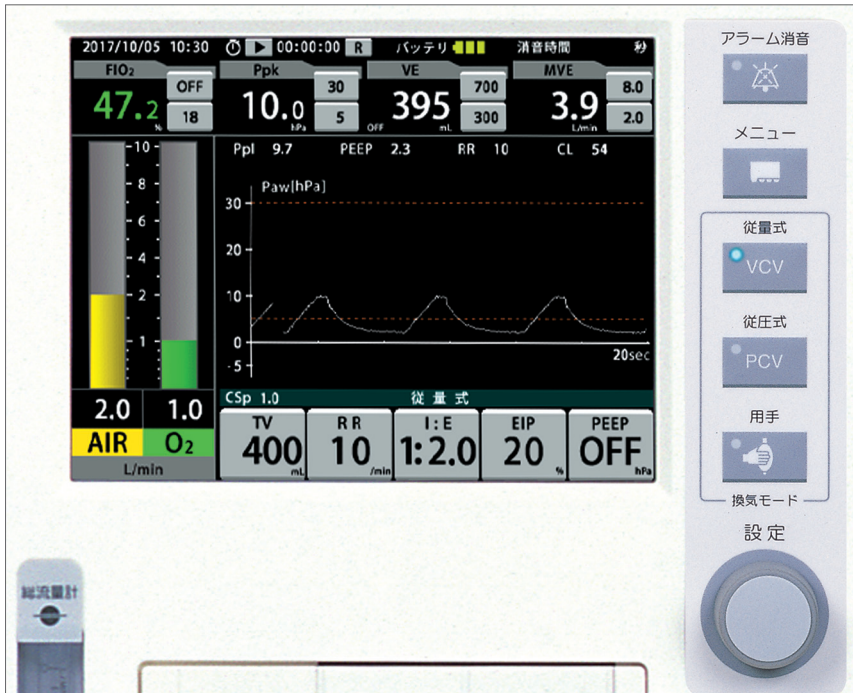 2017/10/05 10:30 00:00:00 R バッテリ 消音時間 秒
FIO2 Ppk VE MVE
47.2 % OFF 18
10.0 hPa 30 5
OFF 395 mL 700 300
3.9 L/min 8.0 2.0
Ppl 9.7 PEEP 2.3 RR 10 CL 54
10
8
6
4
2
1
Paw[hPa]
30
20
10
0
-5
20sec
2.0 1.0
AIR O2
L/min
CSp 1.0 従量式
TV RR I:E EIP PEEP
400 mL 10 /min 1:2.0 20 % OFF hPa
アラーム消音
メニュー
従量式
VCV
従圧式
PCV
用手
換気モード
設定
総流量計